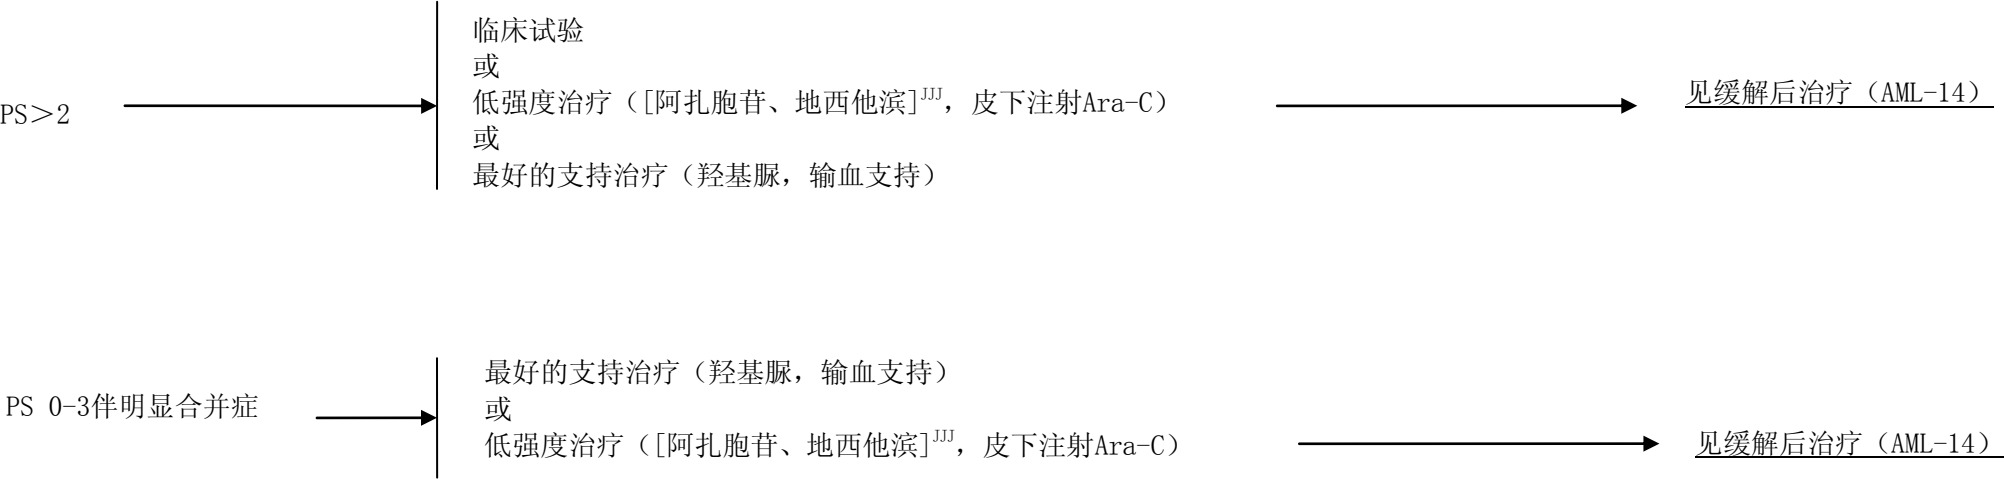 PS＞2
临床试验
或
低强度治疗（[阿扎胞苷、地西他滨]JJJ，皮下注射Ara-C）
或
最好的支持治疗（羟基脲，输血支持）
见缓解后治疗（AML-14）
PS 0-3伴明显合并症
最好的支持治疗（羟基脲，输血支持）
或
低强度治疗（[阿扎胞苷、地西他滨]JJJ，皮下注射Ara-C）
见缓解后治疗（AML-14）